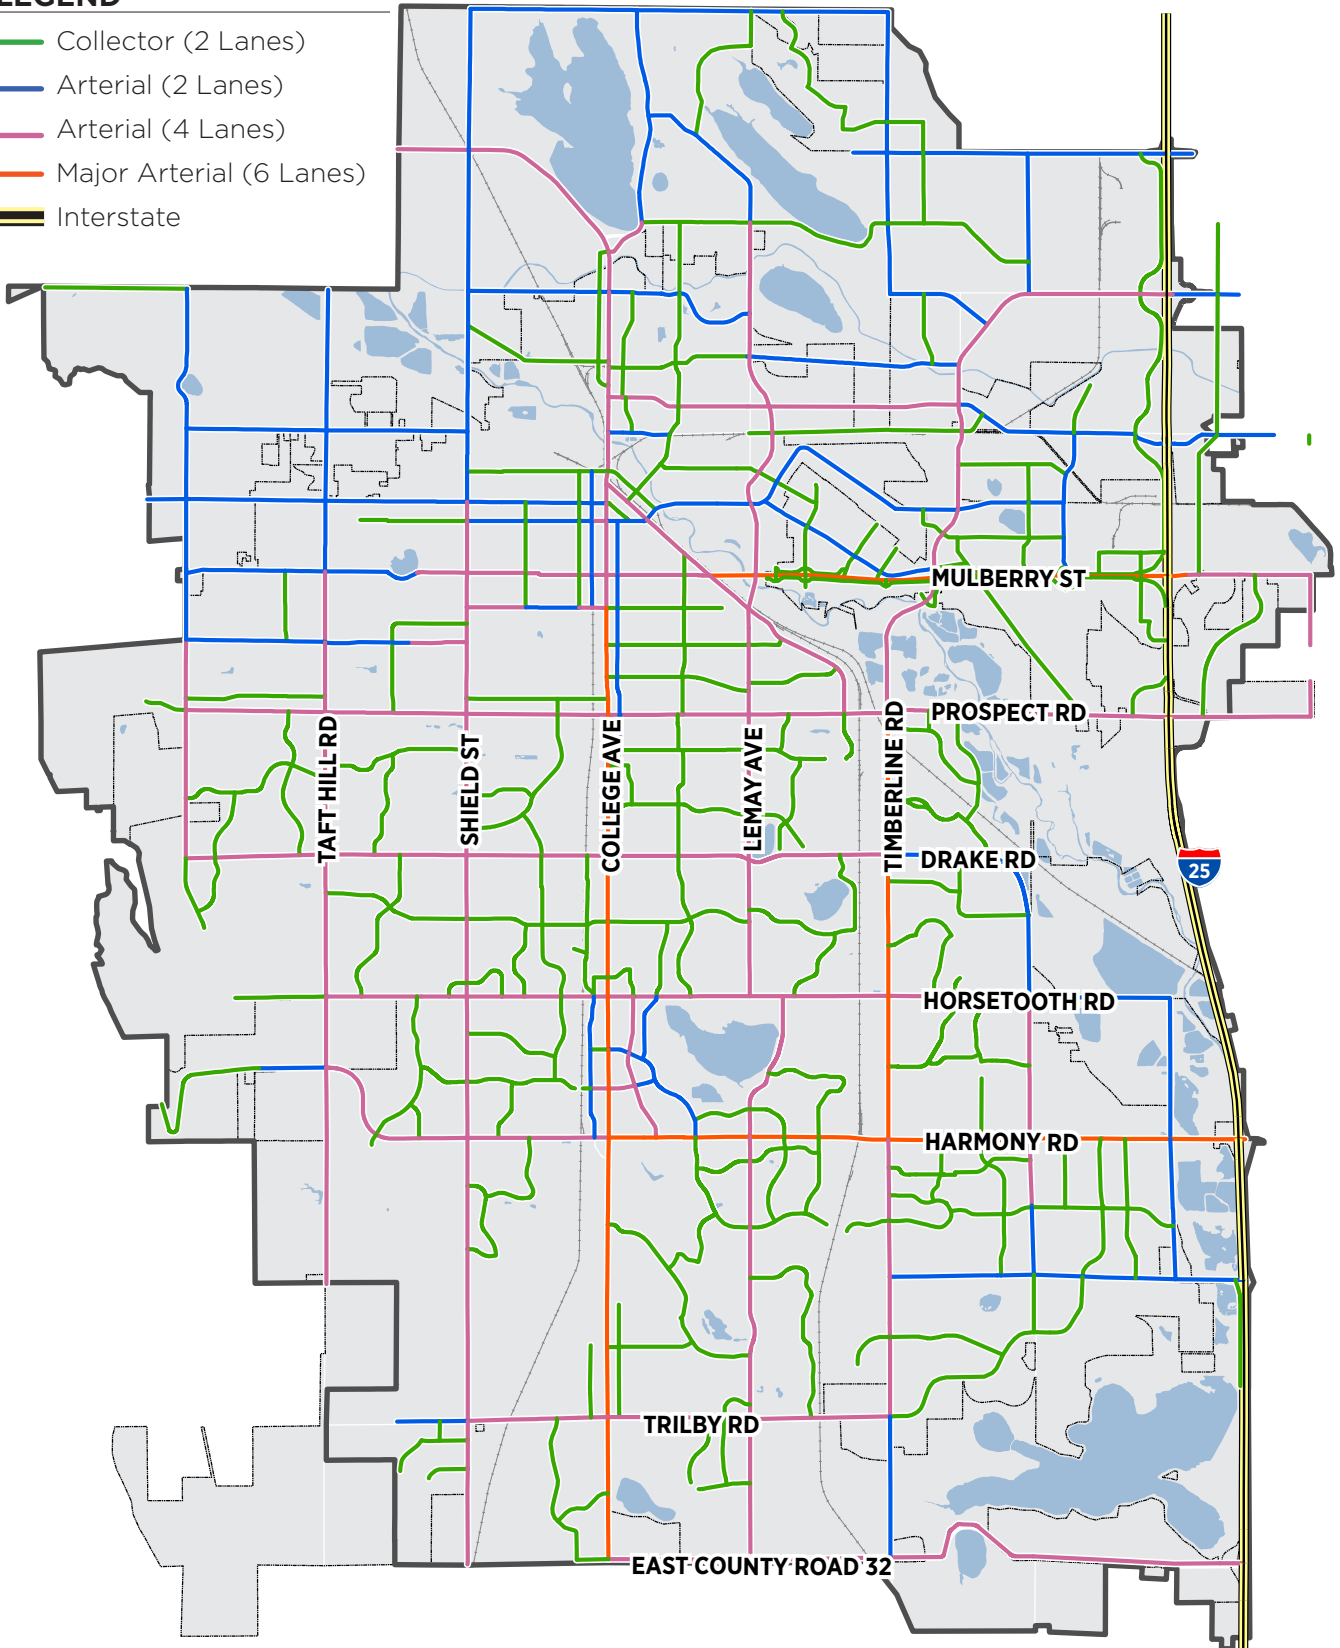 LEGEND
Collector (2 Lanes)
Arterial (2 Lanes)
Arterial (4 Lanes)
Major Arterial (6 Lanes)
Interstate
MULBERRY ST
PROSPECT RD
TAFT HILL RD
SHIELD ST
COLLEGE AVE
LEMAY AVE
TIMBERLINE RD
DRAKE RD
25
HORSETOOTH RD
HARMONY RD
TRILBY RD
EAST COUNTY ROAD 32